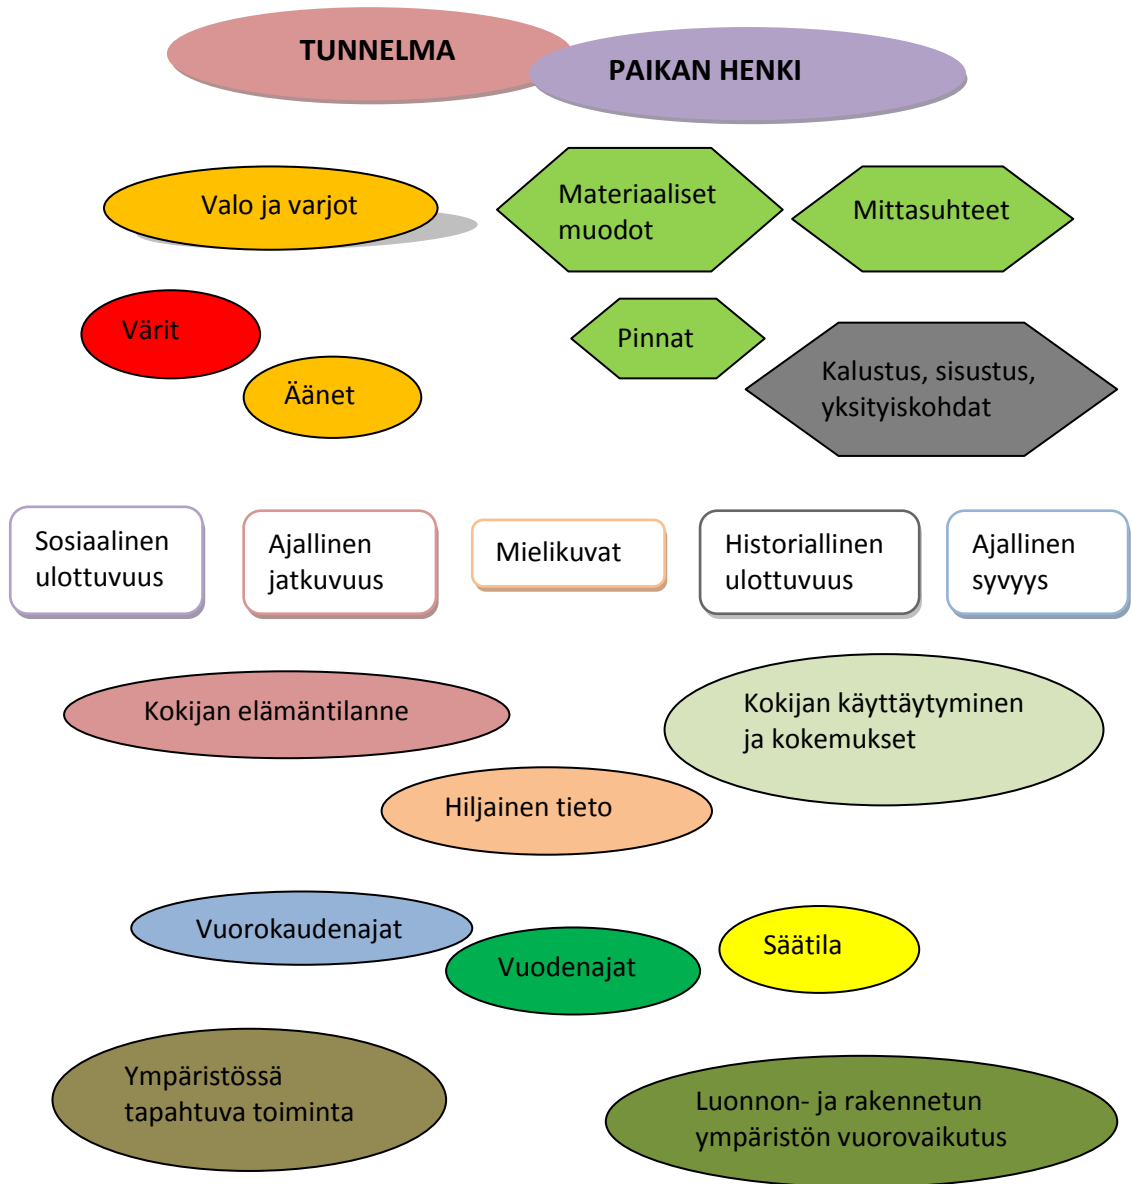 TUNNELMA
PAIKAN HENKI
Valo ja varjot
Materiaaliset
muodot
Mittasuhteet
Värit
Äänet
Pinnat
Kalustus, sisustus,
yksityiskohdat
Sosiaalinen
ulottuvuus
Ajallinen
jatkuvuus
Mielikuvat
Historiallinen
ulottuvuus
Ajallinen
syvyys
Kokijan elämäntilanne
Kokijan käyttäytyminen
ja kokemukset
Hiljainen tieto
Vuorokaudenajat
Vuodenajat
Säätila
Ympäristössä
tapahtuva toiminta
Luonnon- ja rakennetun
ympäristön vuorovaikutus